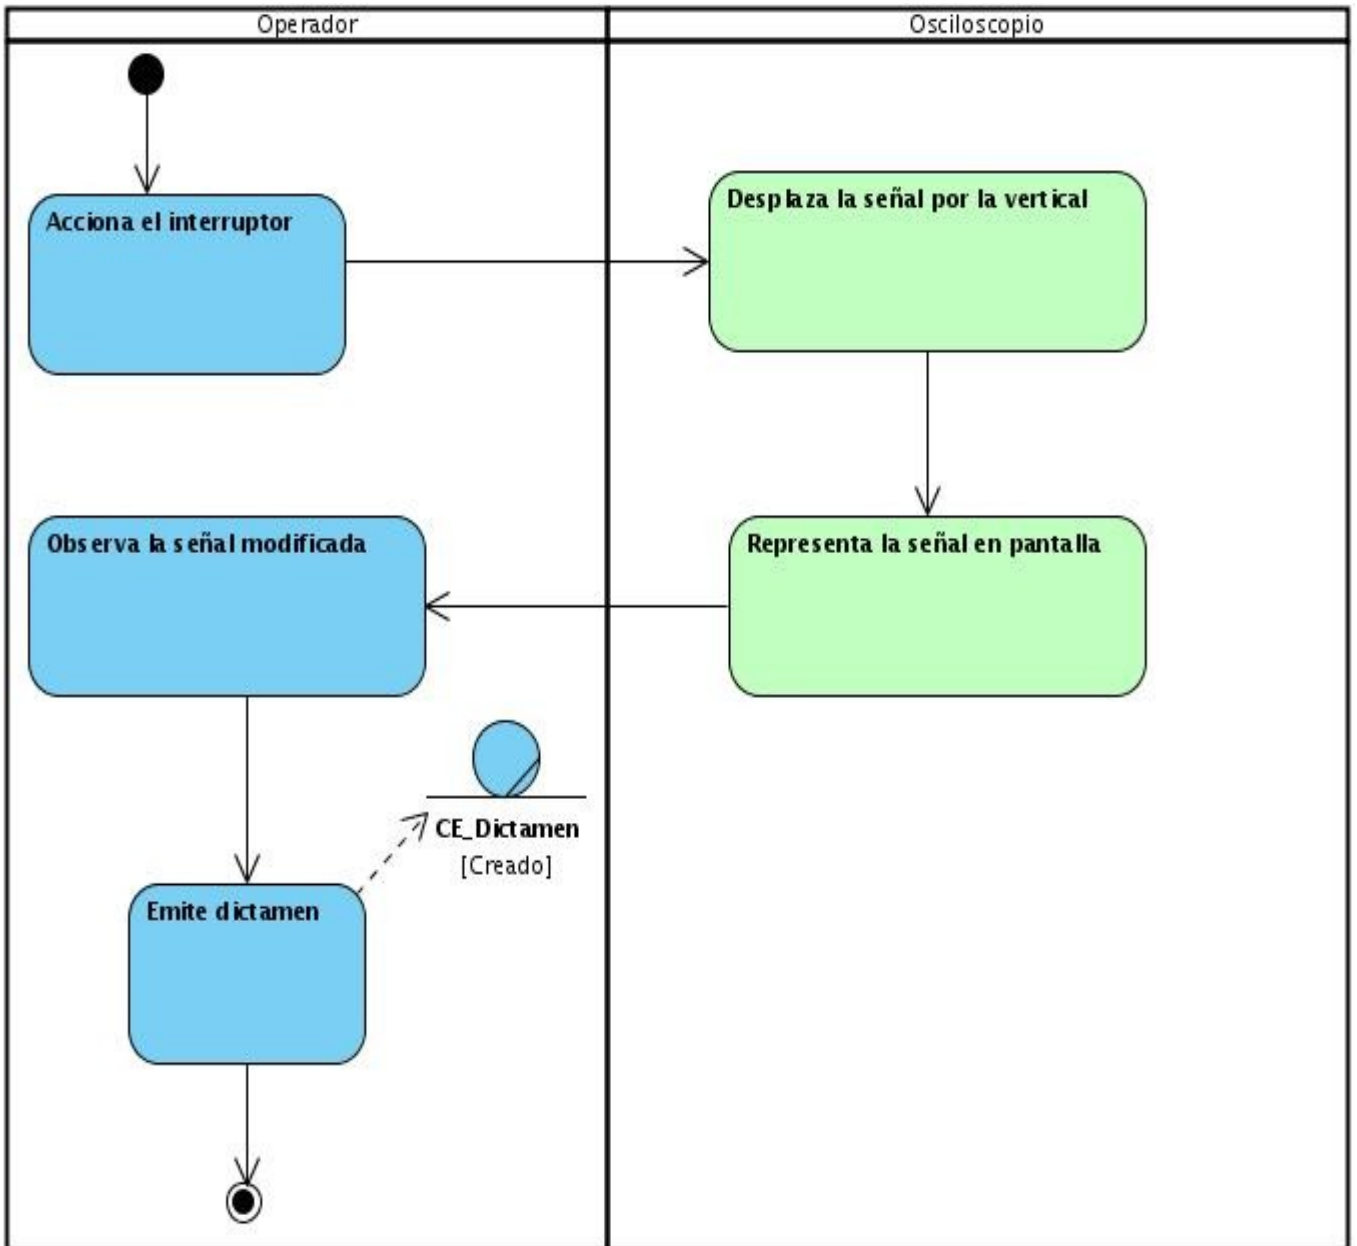 Operador
Osciloscopio
Acciona el interruptor
Desplaza la señal por la vertical
Observa la señal modificada
Representa la señal en pantalla
CE_Dictamen
[Creado]
Emite dictamen